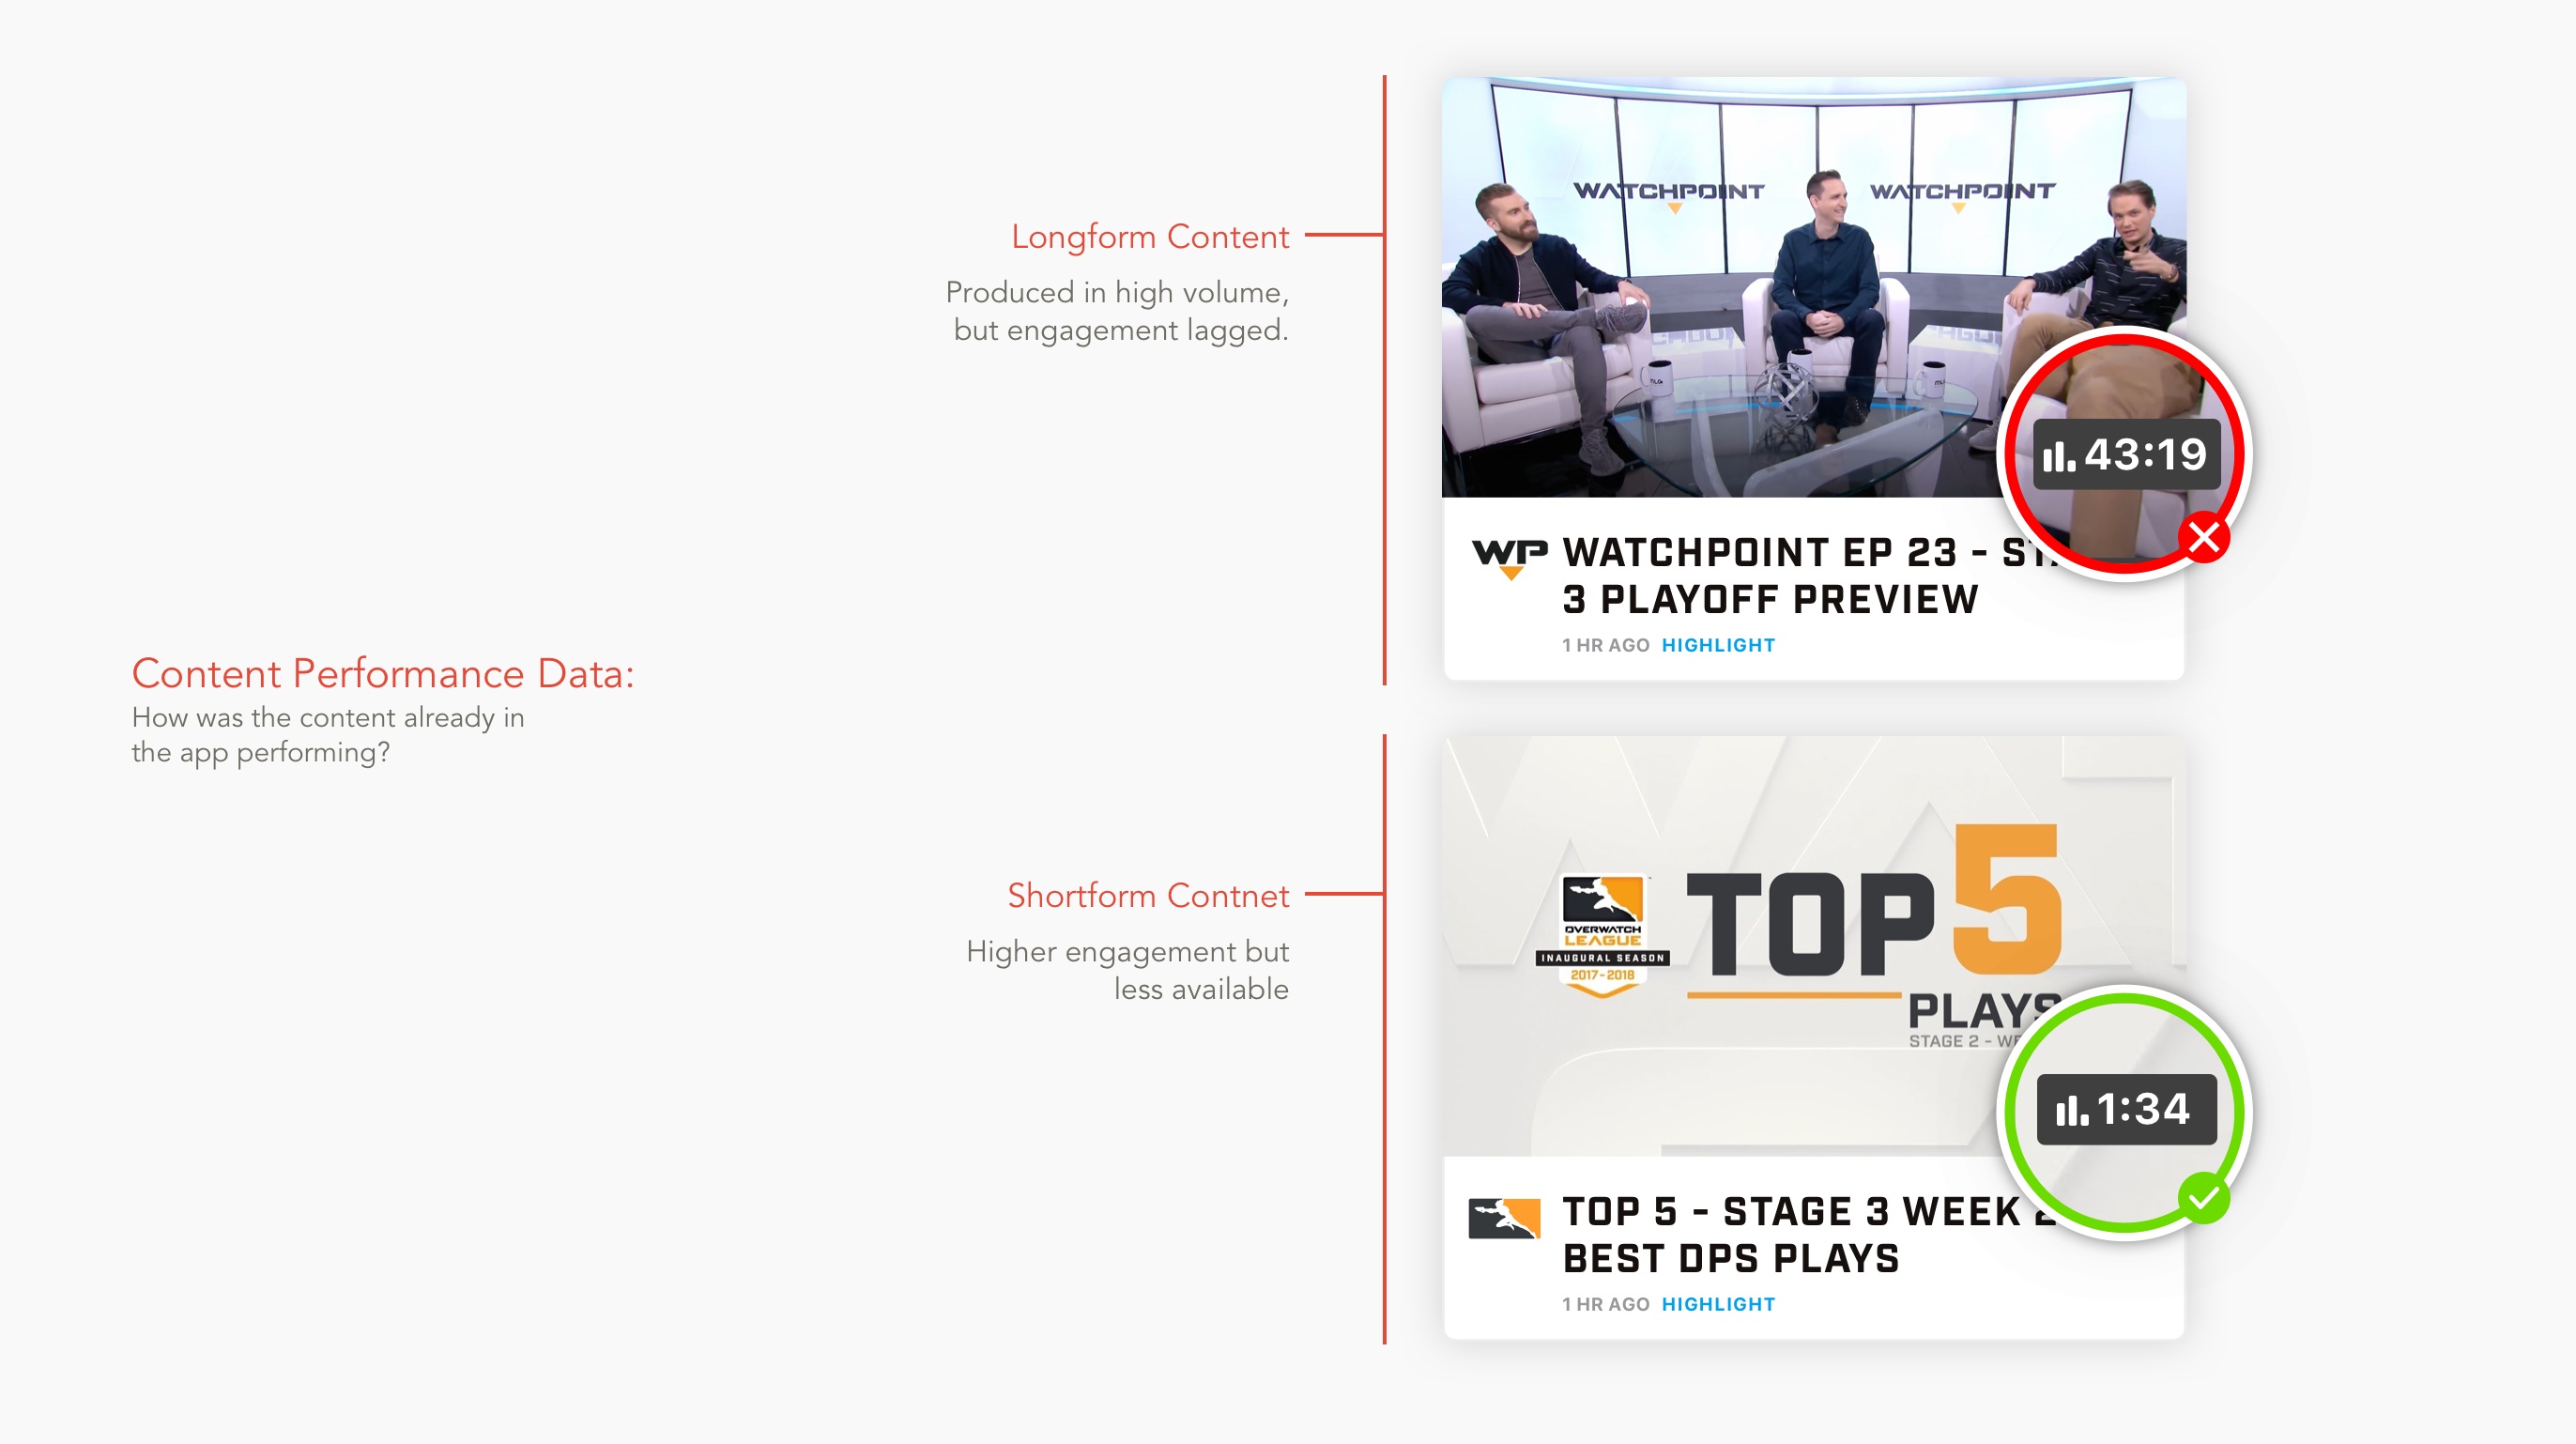 Content Performance Data:
How was the content already in
the app performing?
Longform Content
Produced in high volume,
but engagement lagged.
WATCHPOINT
WATCHPOINT
43:19
WP
WATCHPOINT EP 23 - ST
3 PLAYOFF PREVIEW
1 HR AGO HIGHLIGHT
Shortform Contnet
Higher engagement but
less available
OVERWATCH
LEAGUE
INAUGURAL SEASON
2017-2018
TOP 5
PLAYS
STAGE 2 - WE
1:34
TOP 5 - STAGE 3 WEEK 2
BEST DPS PLAYS
1 HR AGO HIGHLIGHT